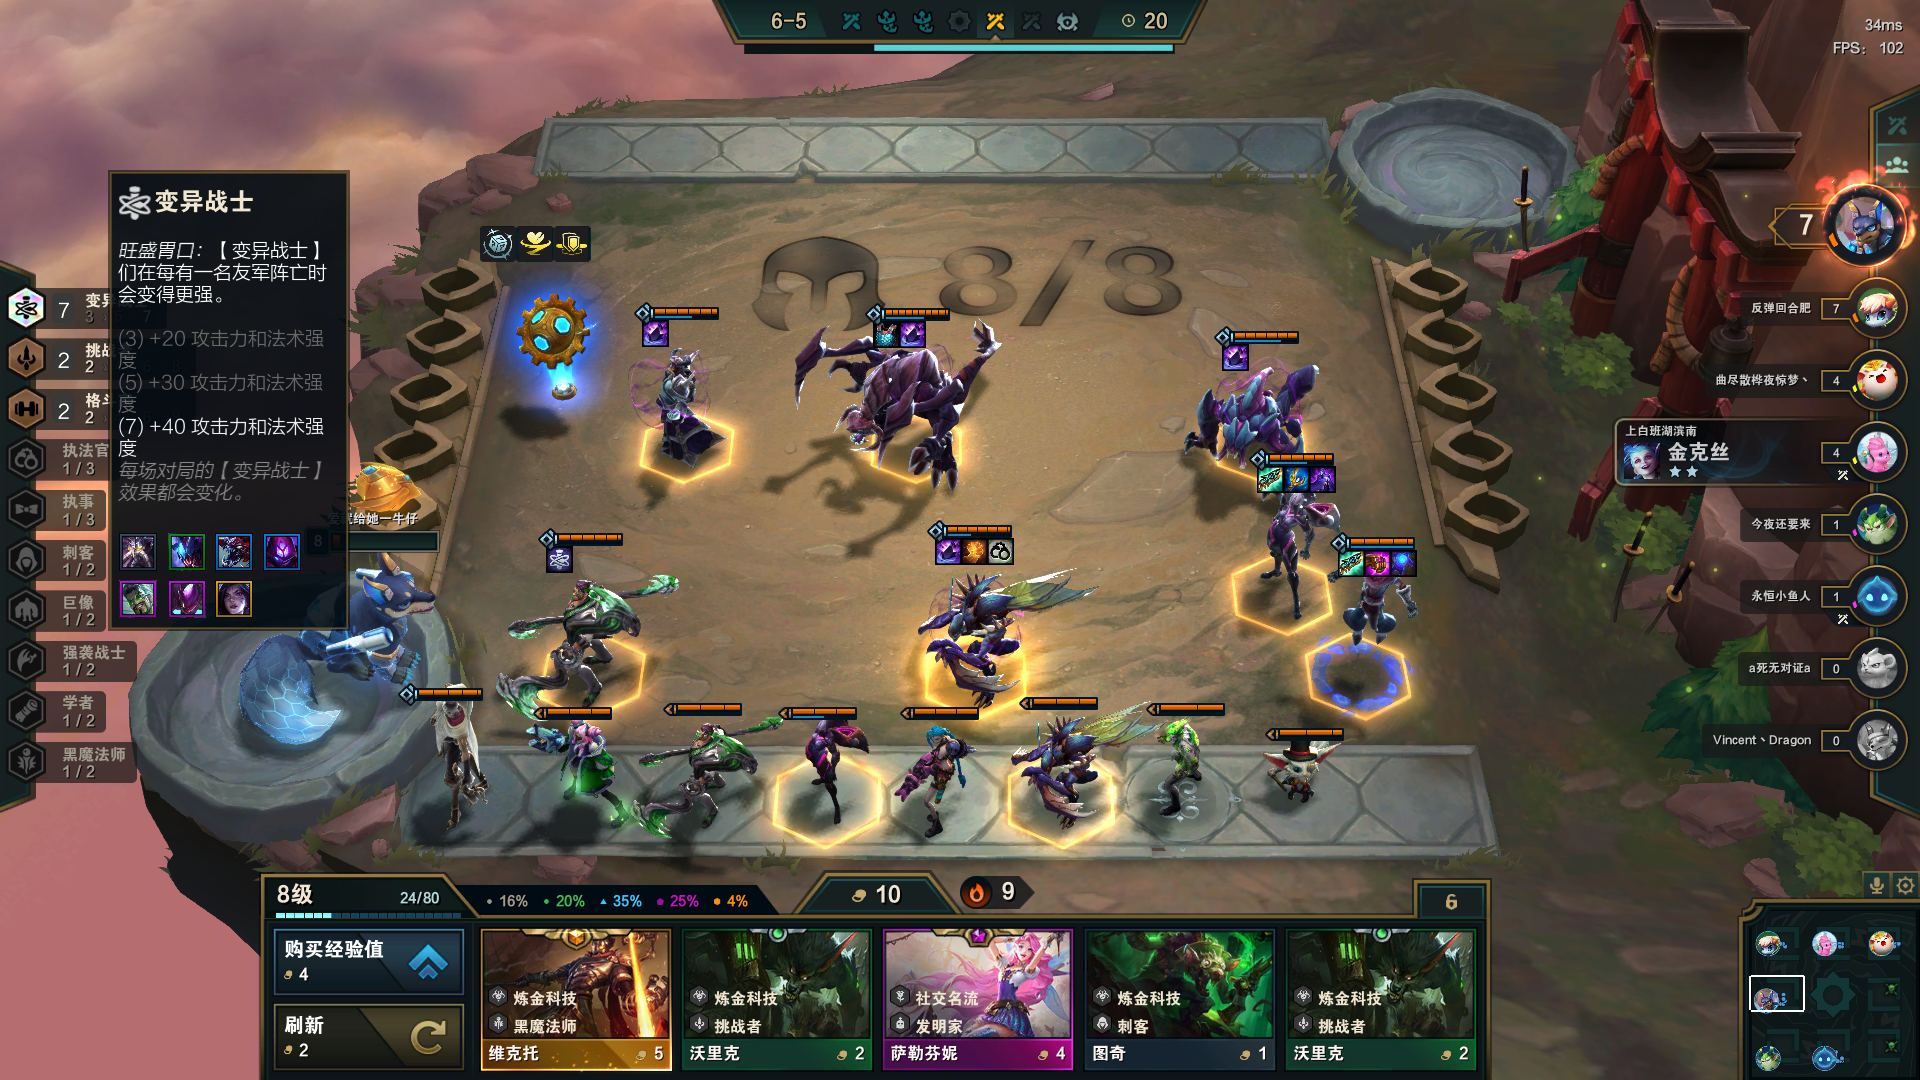 6-5
20
34ms
FPS: 102
变异战士
旺盛胃口：【变异战士】
们在每有一名友军阵亡时
会变得更强。
(3) +20 攻击力和法术强
度
(5) +30 攻击力和法术强
度
(7) +40 攻击力和法术强
度
每场对局的【变异战士】
效果都会变化。
7
2
2
2
2
执法官
1 / 3
执事
1 / 3
刺客
1 / 2
巨像
1 / 2
强袭战士
1 / 2
学者
1 / 2
黑魔法师
1 / 2
8/8
8
给她一牛仔
7
反弹回合肥
7
曲尽散桦夜惊梦丶
4
上白班湖滨南
金克丝
4
今夜还要来
1
永恒小鱼人
1
a死无对证a
0
Vincent丶Dragon
0
8级
24/80
16%
20%
35%
25%
4%
10
9
6
购买经验值
4
刷新
2
炼金科技
黑魔法师
维克托
5
炼金科技
挑战者
沃里克
2
社交名流
发明家
萨勒芬妮
4
炼金科技
刺客
图奇
1
炼金科技
挑战者
沃里克
2